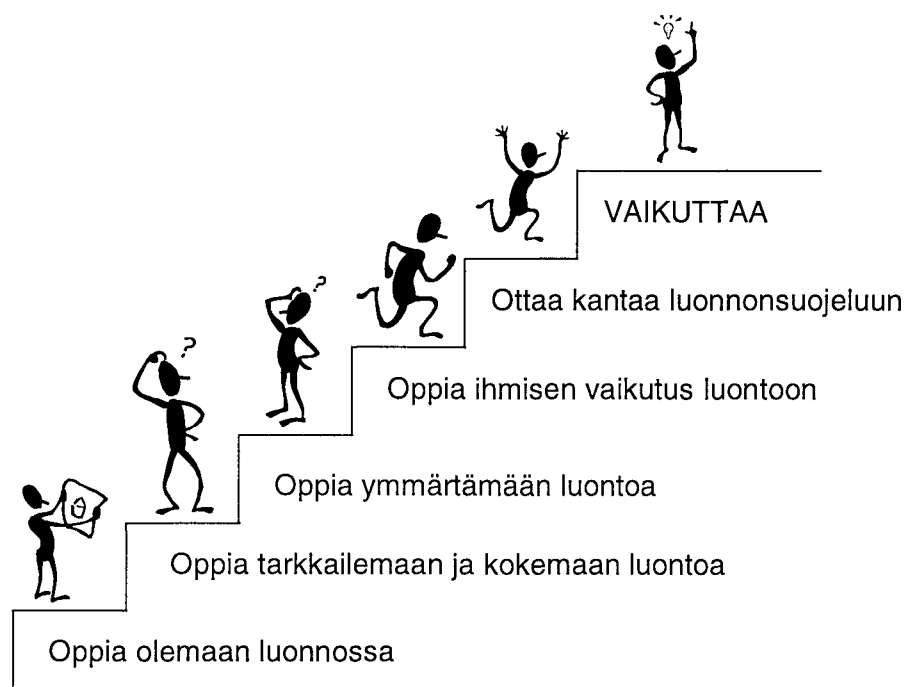 ?
?
VAIKUTTAA
Ottaa kantaa luonnonsuojeluun
Oppia ihmisen vaikutus luontoon
Oppia ymmärtämään luontoa
Oppia tarkkailemaan ja kokemaan luontoa
Oppia olemaan luonnossa